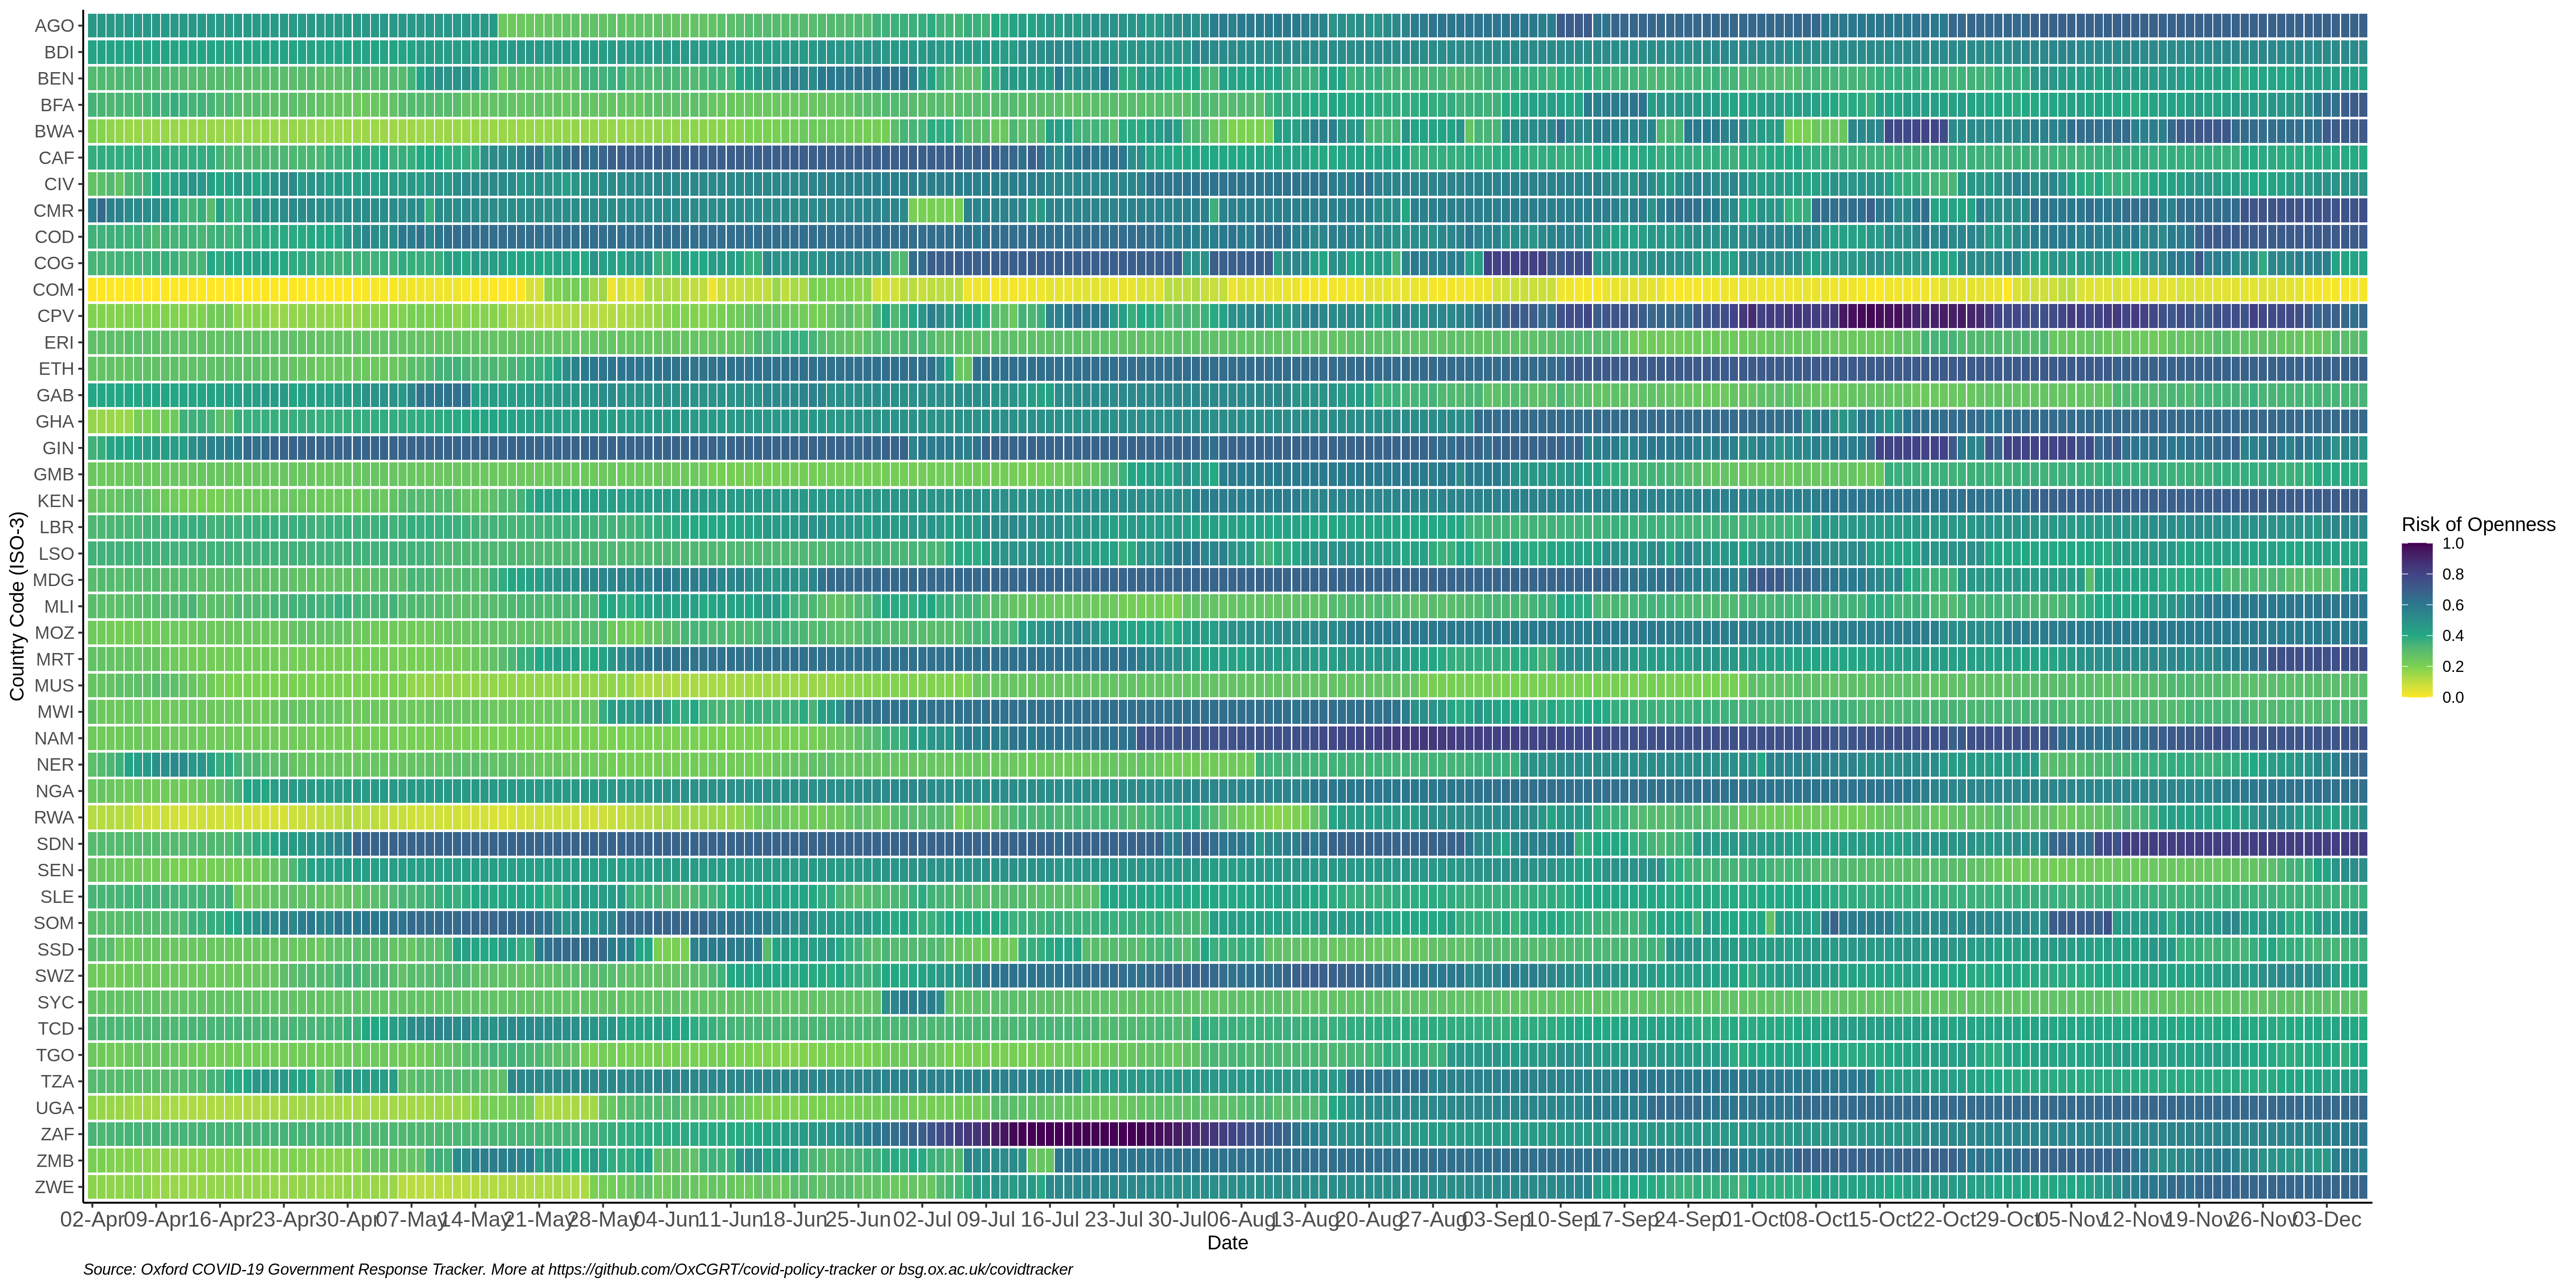 AGO
BDI
BEN
BFA
BWA
CAF
CIV
CMR
COD
COG
COM
CPV
ERI
ETH
GAB
GHA
GIN
GMB
KEN
LBR
LSO
MDG
MLI
MOZ
MRT
MUS
MWI
NAM
NER
NGA
RWA
SDN
SEN
SLE
SOM
SSD
SWZ
SYC
TCD
TGO
TZA
UGA
ZAF
ZMB
ZWE
Country Code (ISO-3)
02-Apr 09-Apr 16-Apr 23-Apr 30-Apr 07-May 14-May 21-May 28-May 04-Jun 11-Jun 18-Jun 25-Jun 02-Jul 09-Jul 16-Jul 23-Jul 30-Jul 06-Aug 13-Aug 20-Aug 27-Aug 03-Sep 10-Sep 17-Sep 24-Sep 01-Oct 08-Oct 15-Oct 22-Oct 29-Oct 05-Nov 12-Nov 19-Nov 26-Nov 03-Dec
Date
Risk of Openness
1.0
0.8
0.6
0.4
0.2
0.0
Source: Oxford COVID-19 Government Response Tracker. More at https://github.com/OxCGRT/covid-policy-tracker or bsg.ox.ac.uk/covidtracker